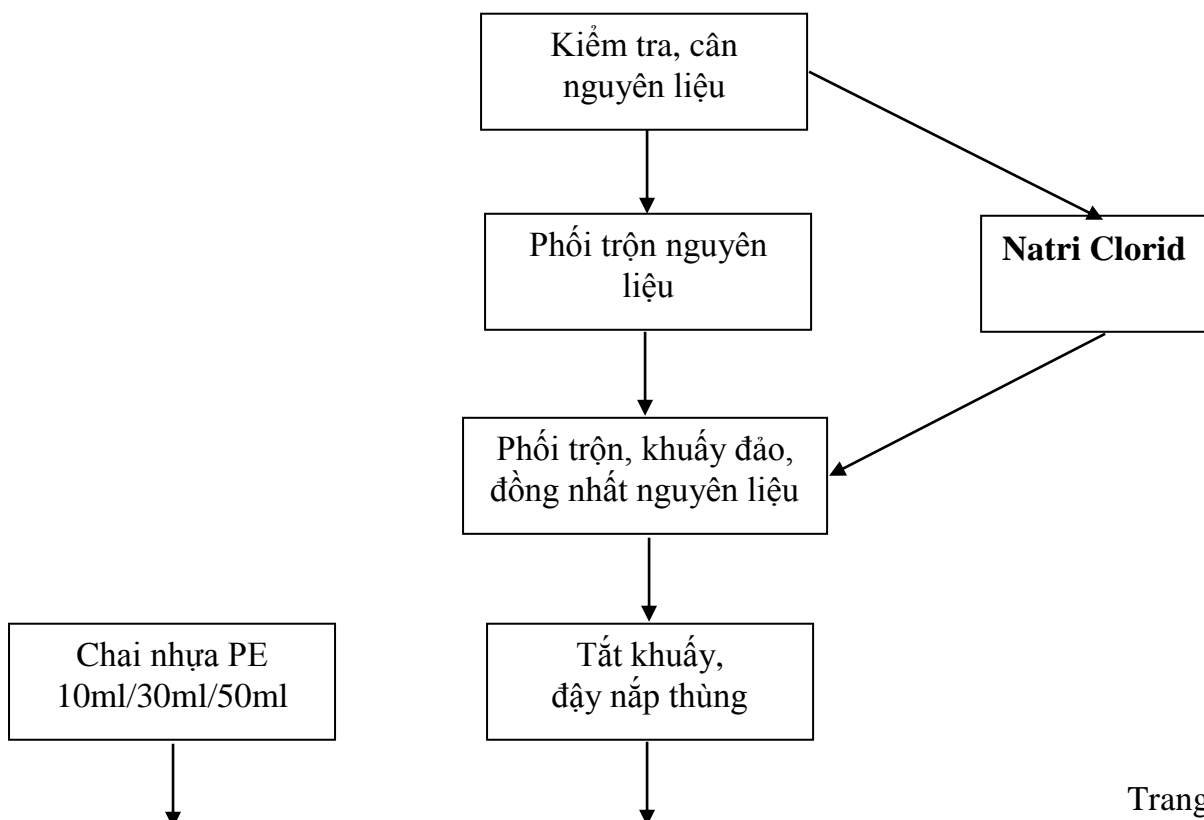 Kiểm tra, cân
nguyên liệu
Phối trộn nguyên
liệu
Natri Clorid
Phối trộn, khuấy đảo,
đồng nhất nguyên liệu
Chai nhựa PE
10ml/30ml/50ml
Tắt khuấy,
đậy nắp thùng
Trang